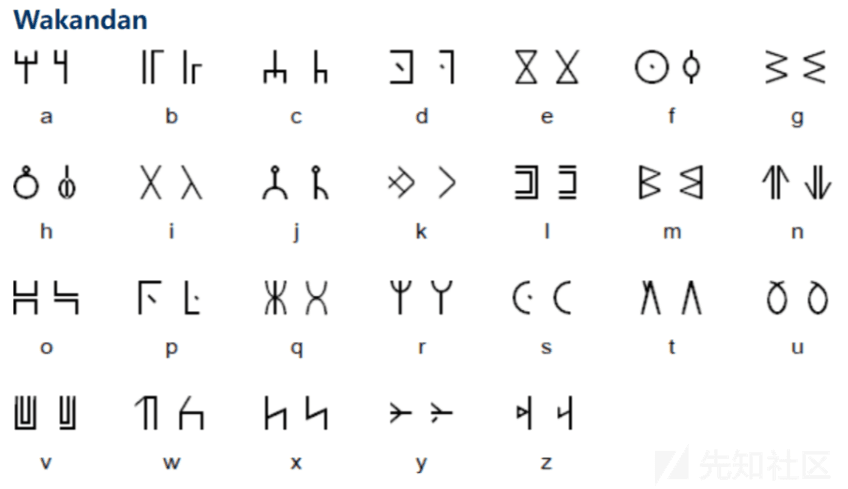 Wakandan
a b c d e f g
h i j k l m n
o p q r s t u
v w x y z
先知社区